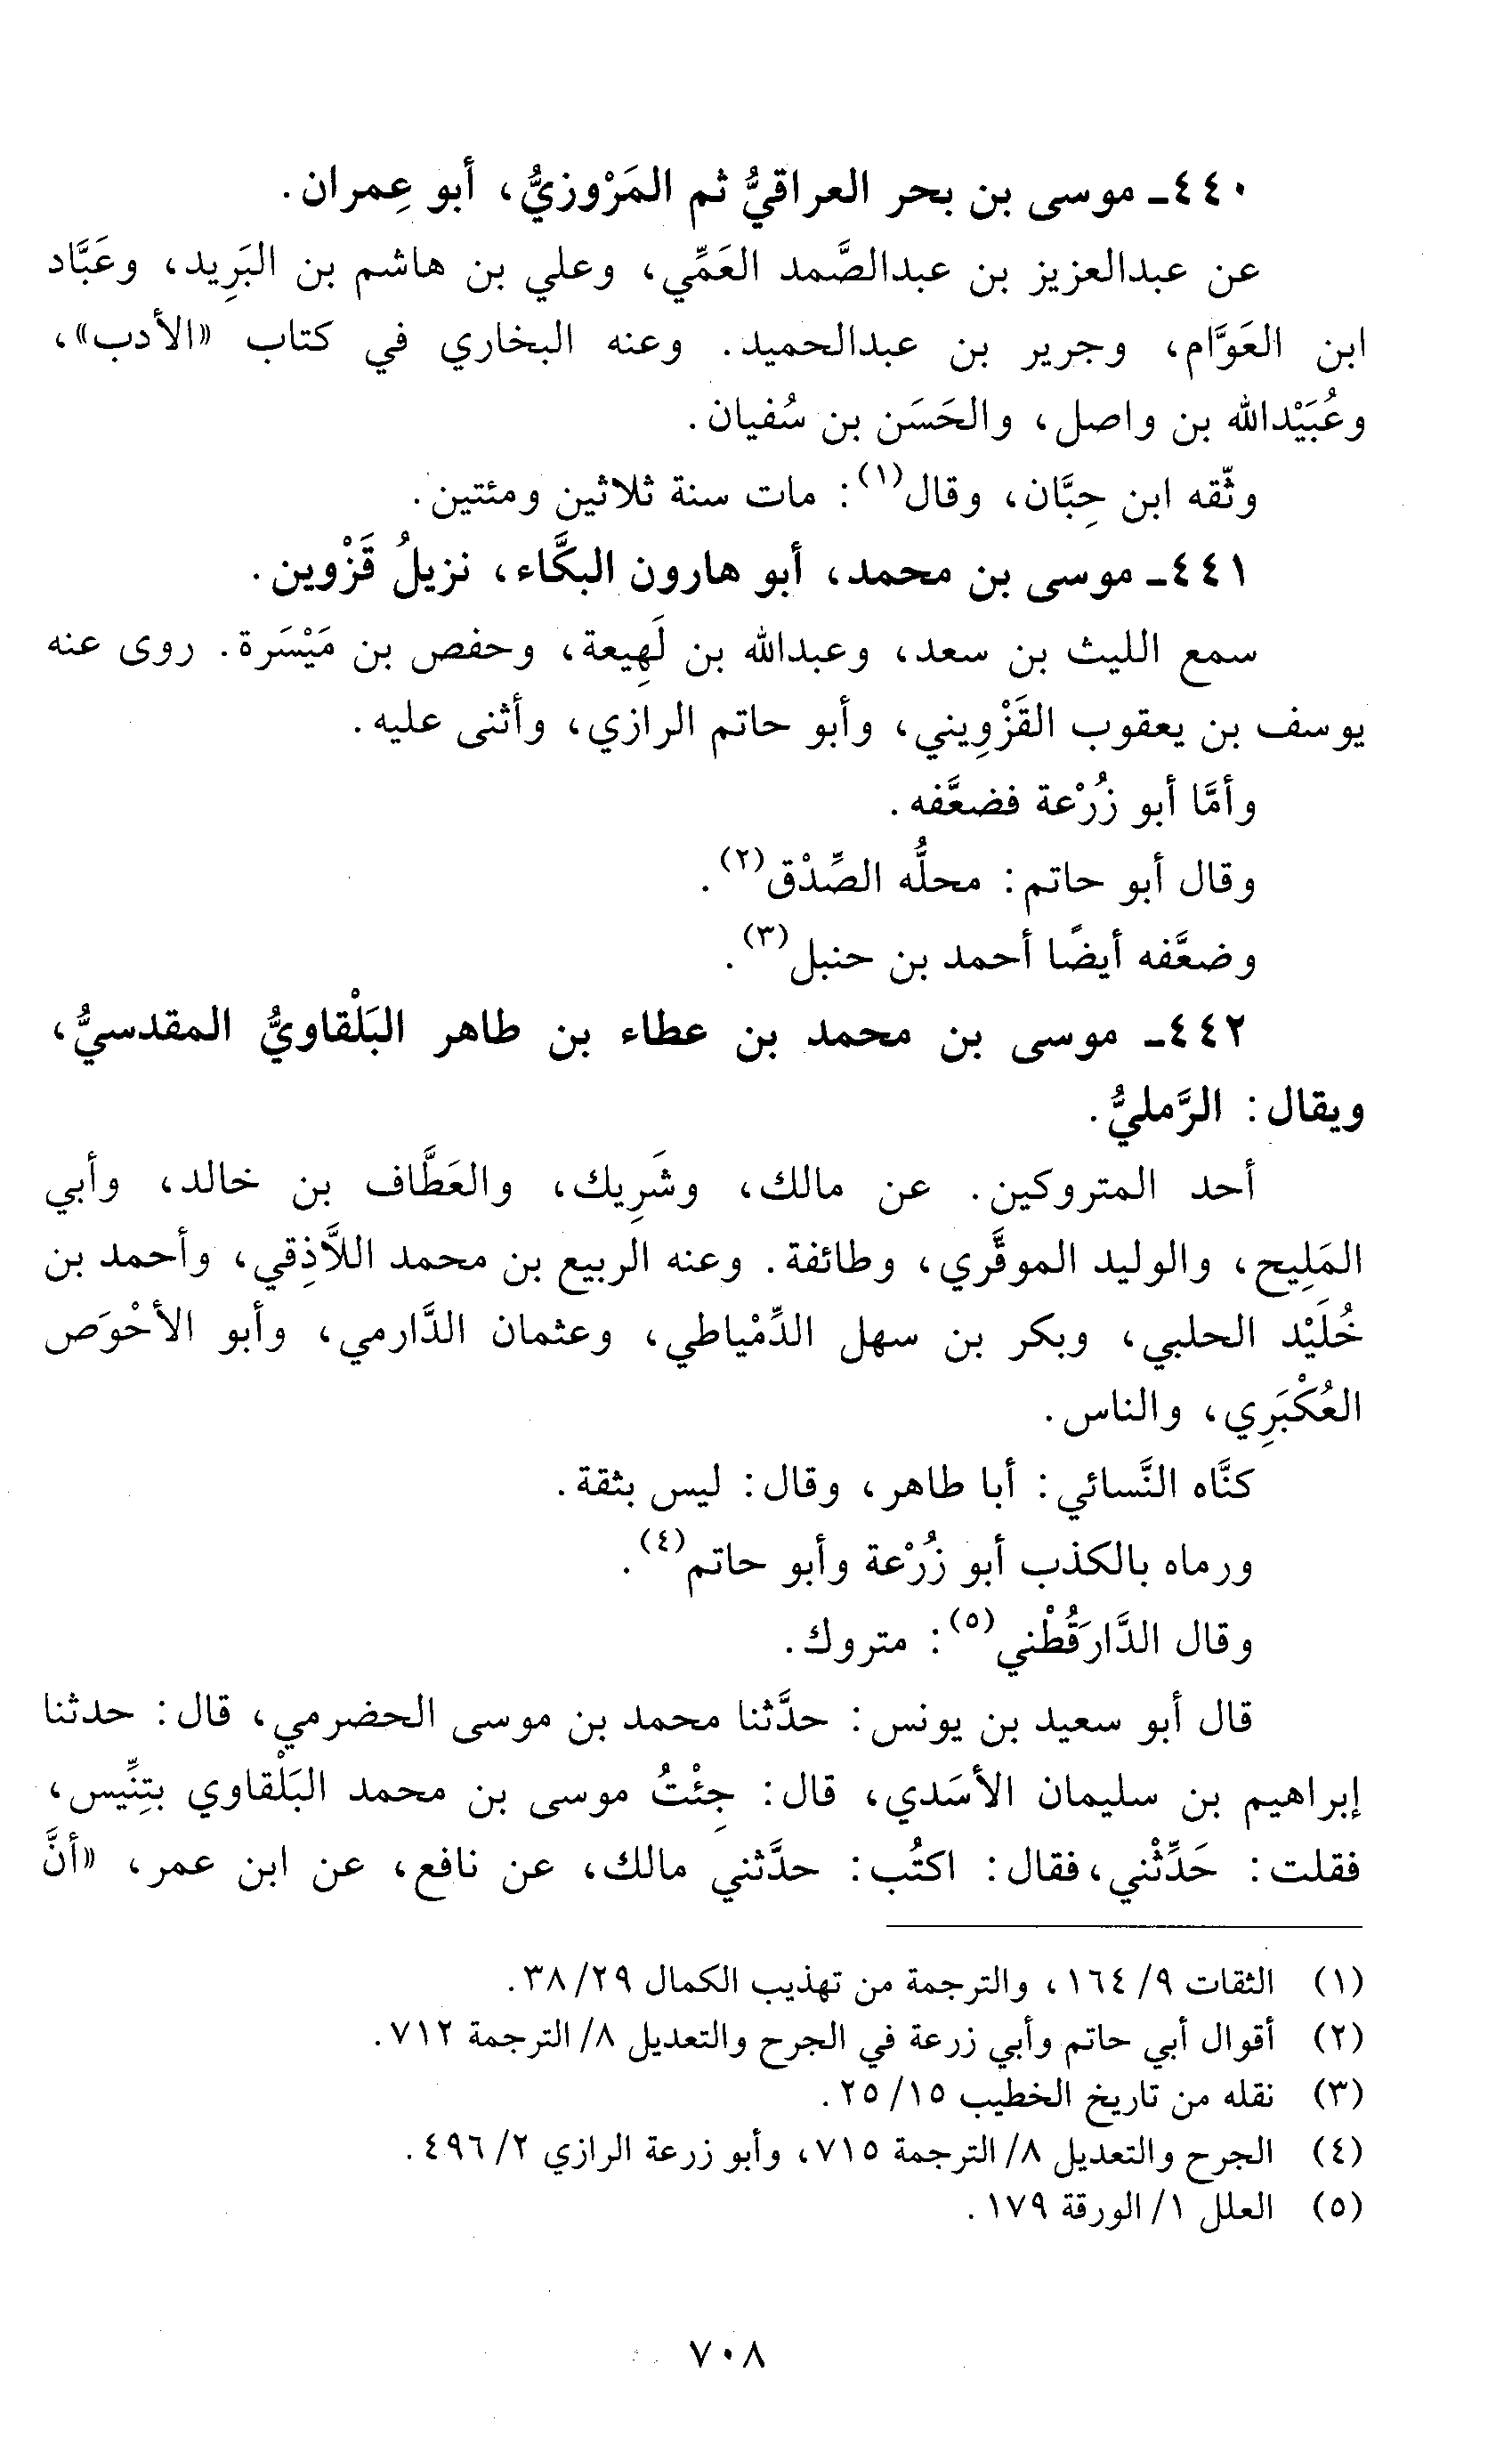 ٤٤٠ـ موسى بن بحر العراقيُّ ثم المَرْوزيُّ، أبو عِمران.
عن عبدالعزيز بن عبدالصَّمد العَمِّي، وعلي بن هاشم بن البَرِيد، وعَبَّاد
ابن العَوَّام، وجرير بن عبدالحميد. وعنه البخاري في كتاب «الأدب»،
وعُبَيْدالله بن واصل، والحَسَن بن سُفيان.
وثّقه ابن حِبَّان، وقال(١): مات سنة ثلاثين ومئتين.
٤٤١ـ موسى بن محمد، أبو هارون البكَّاء، نزيلُ قَزْوين.
سمع الليث بن سعد، وعبدالله بن لَهِيعة، وحفص بن مَيْسَرة. روى عنه
يوسف بن يعقوب القَزْوِيني، وأبو حاتم الرازي، وأثنى عليه.
وأمَّا أبو زُرْعة فضعَّفه.
وقال أبو حاتم: محلُّه الصِّدْق(٢).
وضعَّفه أيضًا أحمد بن حنبل(٣).
٤٤٢ـ موسى بن محمد بن عطاء بن طاهر البَلْقاويُّ المقدسيُّ،
ويقال: الرَّمليُّ.
أحد المتروكين. عن مالك، وشَرِيك، والعَطَّاف بن خالد، وأبي
المَلِيح، والوليد الموقَّري، وطائفة. وعنه الربيع بن محمد اللاَّذِقي، وأحمد بن
خُلَيْد الحلبي، وبكر بن سهل الدِّمْياطي، وعثمان الدَّارمي، وأبو الأحْوَص
العُكْبَرِي، والناس.
كنَّاه النَّسائي: أبا طاهر، وقال: ليس بثقة.
ورماه بالكذب أبو زُرْعة وأبو حاتم(٤).
وقال الدَّارَقُطْني(٥): متروك.
قال أبو سعيد بن يونس: حدَّثنا محمد بن موسى الحضرمي، قال: حدثنا
إبراهيم بن سليمان الأسَدي، قال: جِئْتُ موسى بن محمد البَلْقاوي بتِنِّيس،
فقلت: حَدِّثْني، فقال: اكتُب: حدَّثني مالك، عن نافع، عن ابن عمر، «أنَّ
(١) الثقات ٩/ ١٦٤، والترجمة من تهذيب الكمال ٢٩/ ٣٨.
(٢) أقوال أبي حاتم وأبي زرعة في الجرح والتعديل ٨/ الترجمة ٧١٢.
(٣) نقله من تاريخ الخطيب ١٥/ ٢٥.
(٤) الجرح والتعديل ٨/ الترجمة ٧١٥، وأبو زرعة الرازي ٢/ ٤٩٦.
(٥) العلل ١/ الورقة ١٧٩.
٧٠٨